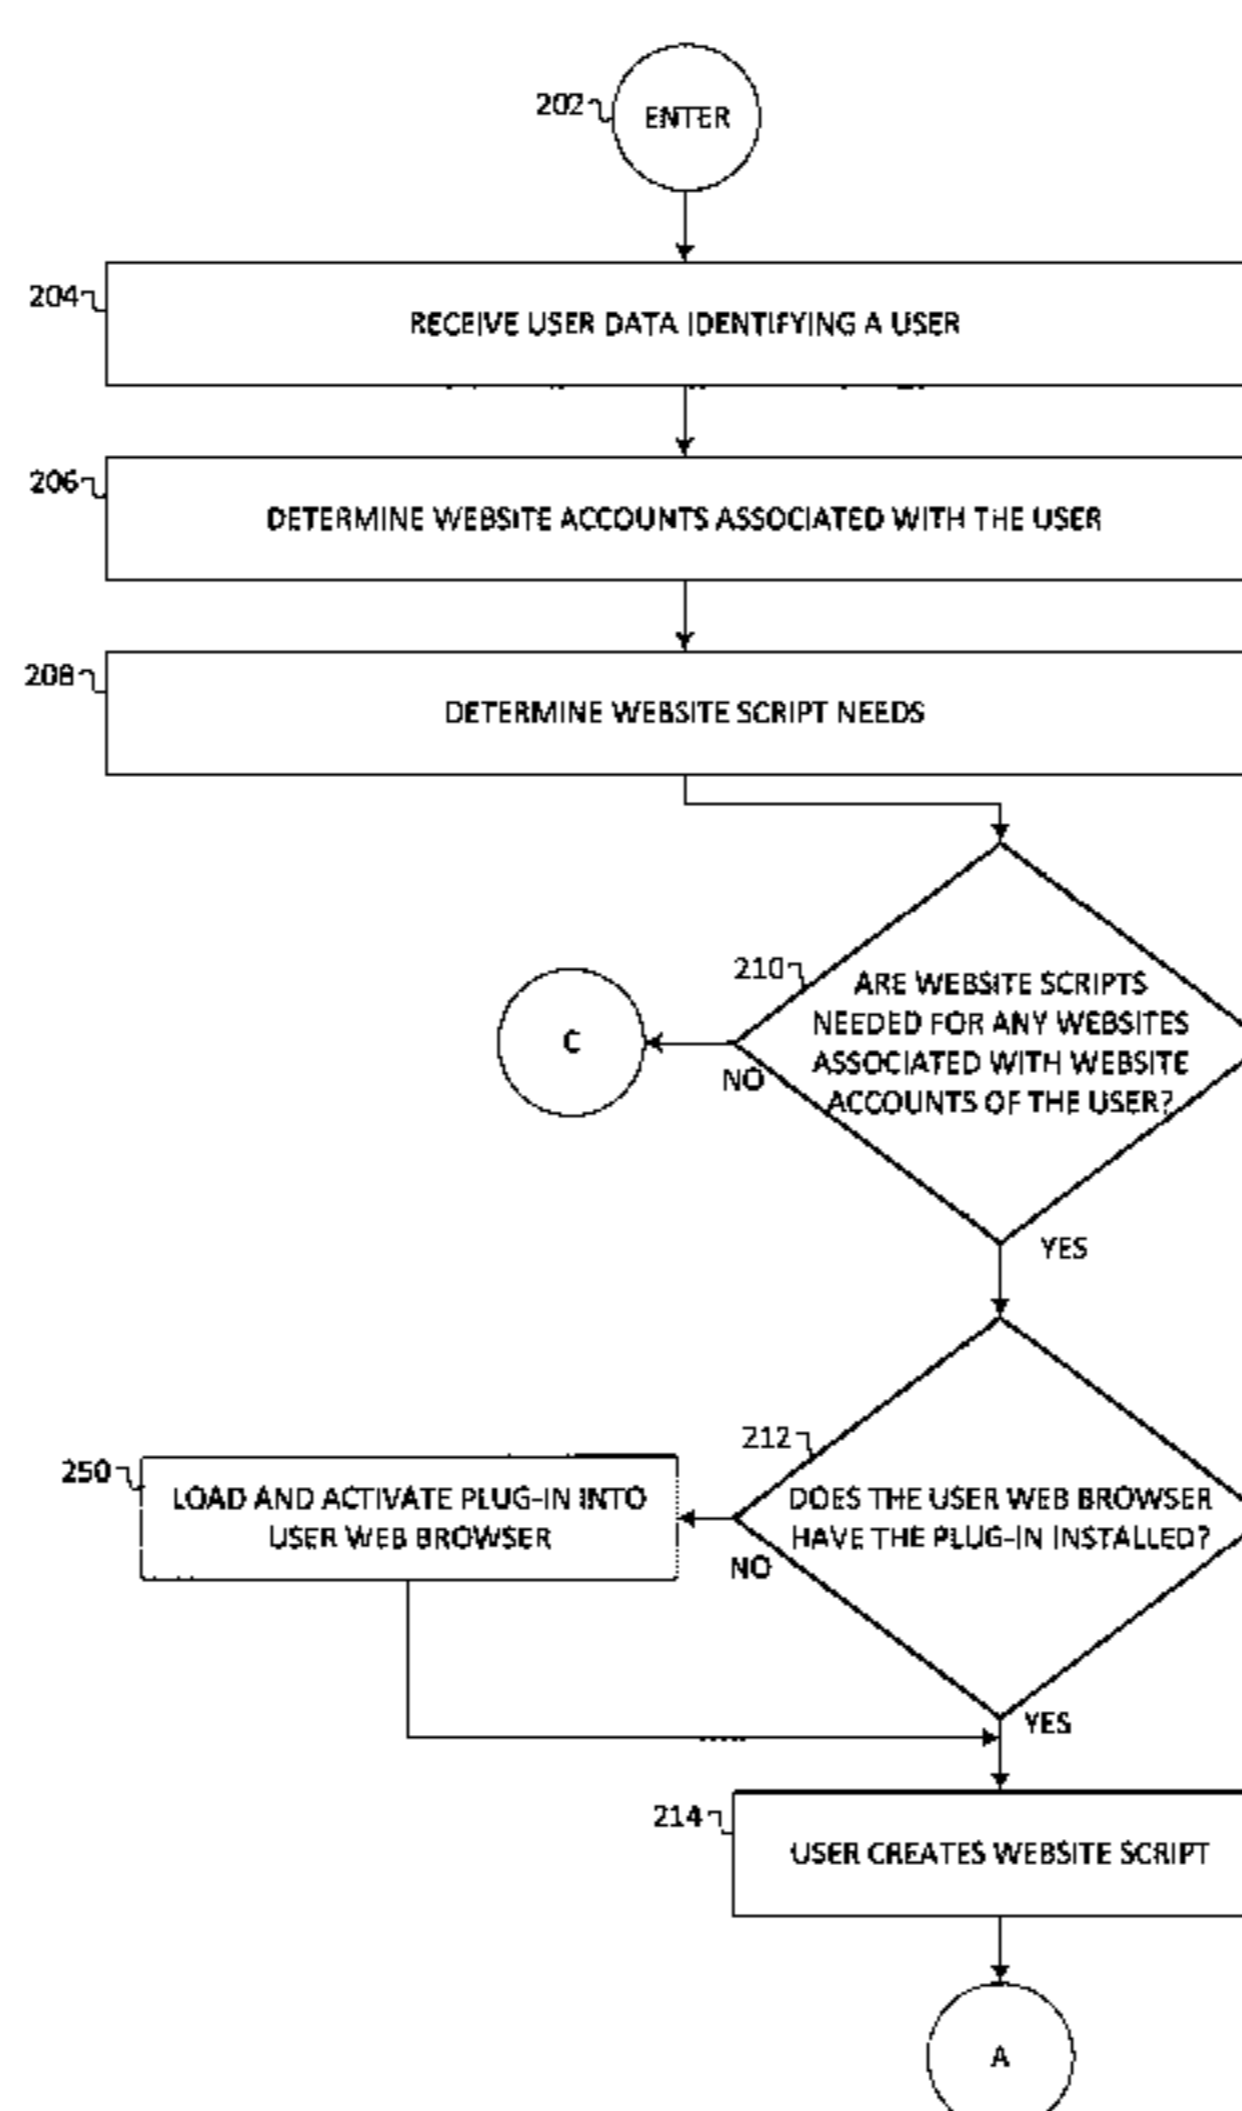 202
ENTER
204
RECEIVE USER DATA IDENTIFYING A USER
206
DETERMINE WEBSITE ACCOUNTS ASSOCIATED WITH THE USER
208
DETERMINE WEBSITE SCRIPT NEEDS
210
ARE WEBSITE SCRIPTS
NEEDED FOR ANY WEBSITES
ASSOCIATED WITH WEBSITE
ACCOUNTS OF THE USER?
C
NO
YES
212
DOES THE USER WEB BROWSER
HAVE THE PLUG-IN INSTALLED?
250
LOAD AND ACTIVATE PLUG-IN INTO
USER WEB BROWSER
NO
YES
214
USER CREATES WEBSITE SCRIPT
A